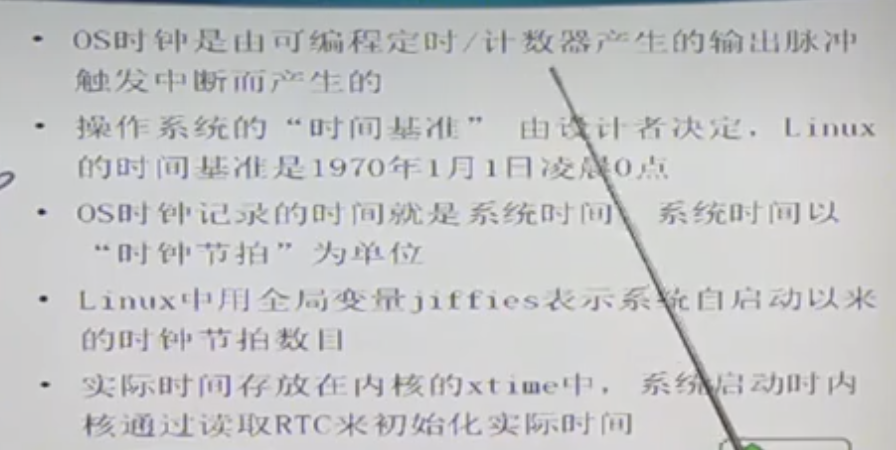 • OS时钟是由可编程定时/计数器产生的输出脉冲
触发中断而产生的
• 操作系统的“时间基准” 由设计者决定，Linux
的时间基准是1970年1月1日凌晨0点
• OS时钟记录的时间就是系统时间， 系统时间以
“时钟节拍”为单位
• Linux中用全局变量jiffies表示系统自启动以来
的时钟节拍数目
• 实际时间存放在内核的xtime中， 系统启动时内
核通过读取RTC来初始化实际时间